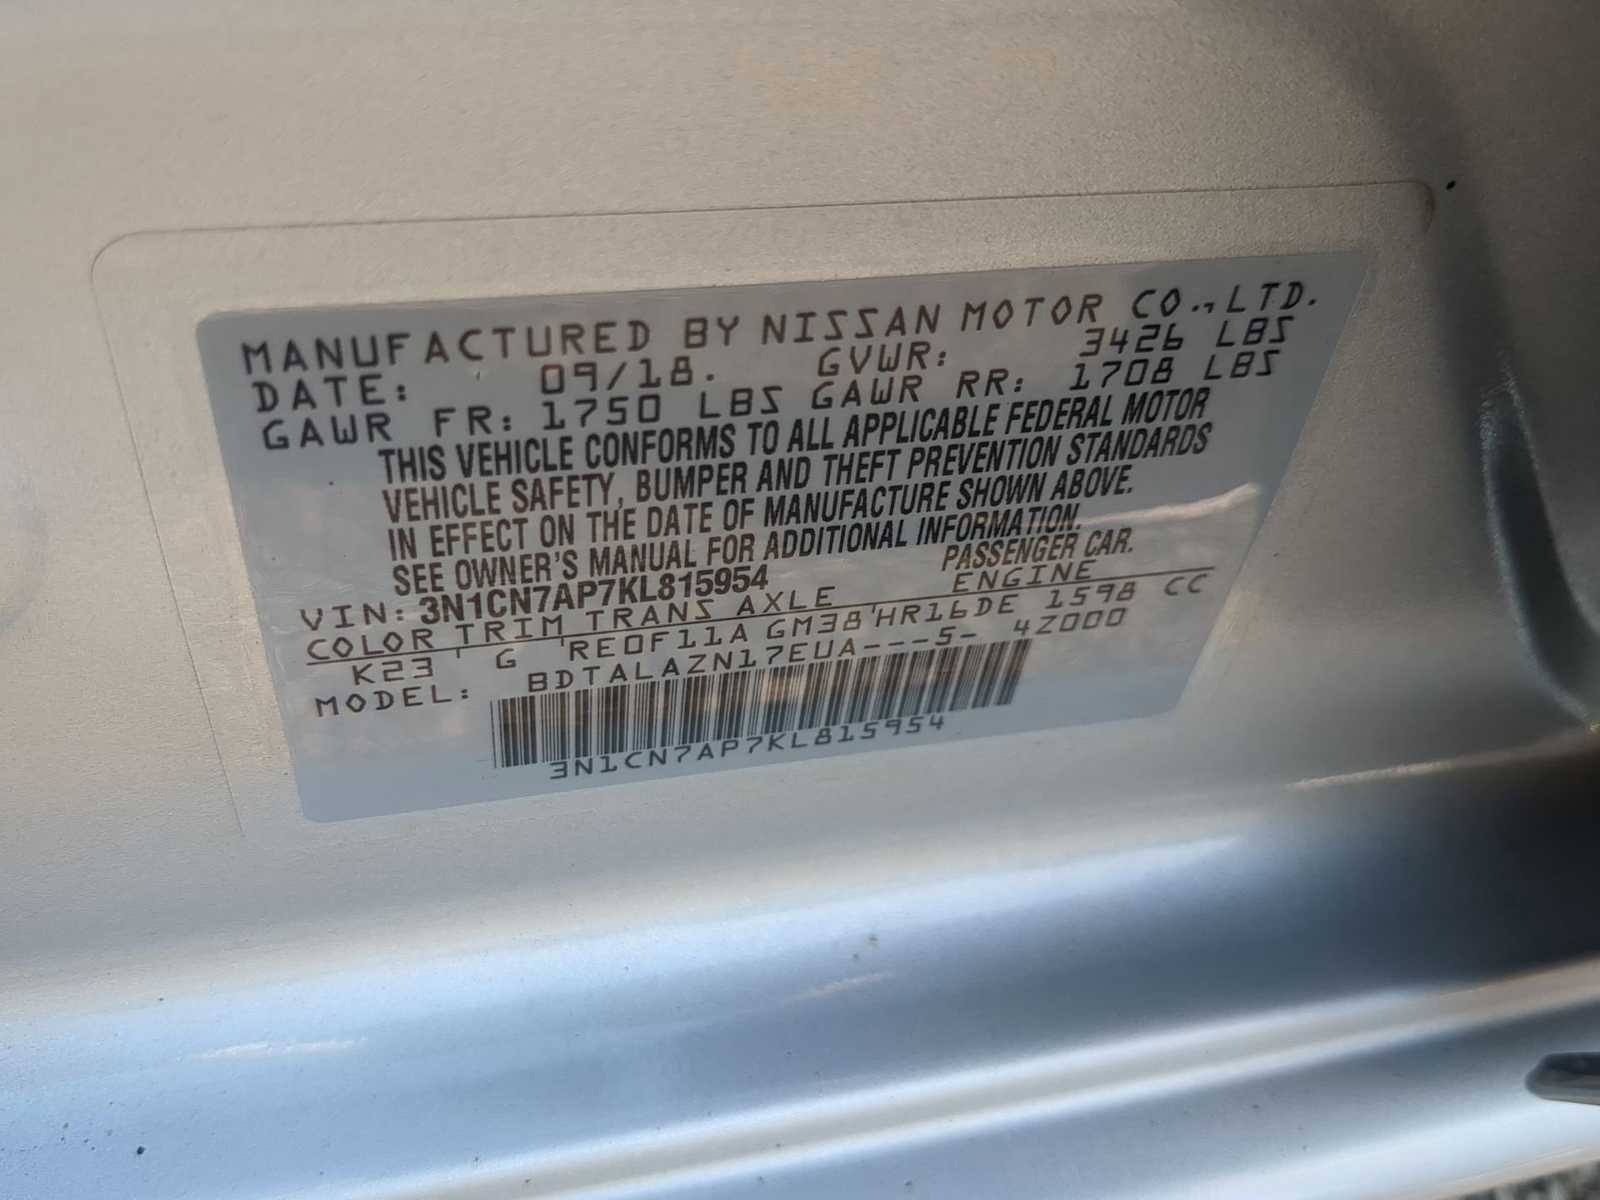 MANUFACTURED BY NISSAN MOTOR CO., LTD.
DATE: 09/18. GVWR: 3426 LBS
GAWR FR: 1750 LBS GAWR RR: 1708 LBS
THIS VEHICLE CONFORMS TO ALL APPLICABLE FEDERAL MOTOR
VEHICLE SAFETY, BUMPER AND THEFT PREVENTION STANDARDS
IN EFFECT ON THE DATE OF MANUFACTURE SHOWN ABOVE.
SEE OWNER'S MANUAL FOR ADDITIONAL INFORMATION.
VIN: 3N1CN7AP7KL815954 PASSENGER CAR.
COLOR TRIM TRANS AXLE ENGINE
K23 G RE0F11A GM38 HR16DE 1598 CC
MODEL: BDTALAZN17EUA---5- 4Z000
3N1CN7AP7KL815954